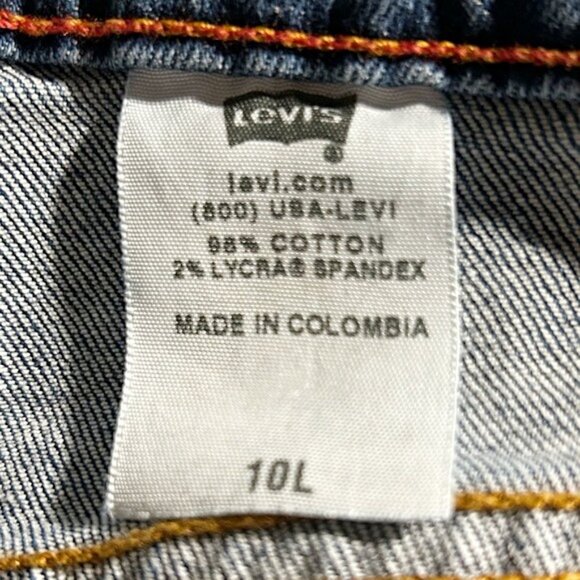 LEVI'S
®
levi.com
(800) USA-LEVI
98% COTTON
2% LYCRA® SPANDEX
MADE IN COLOMBIA
10L